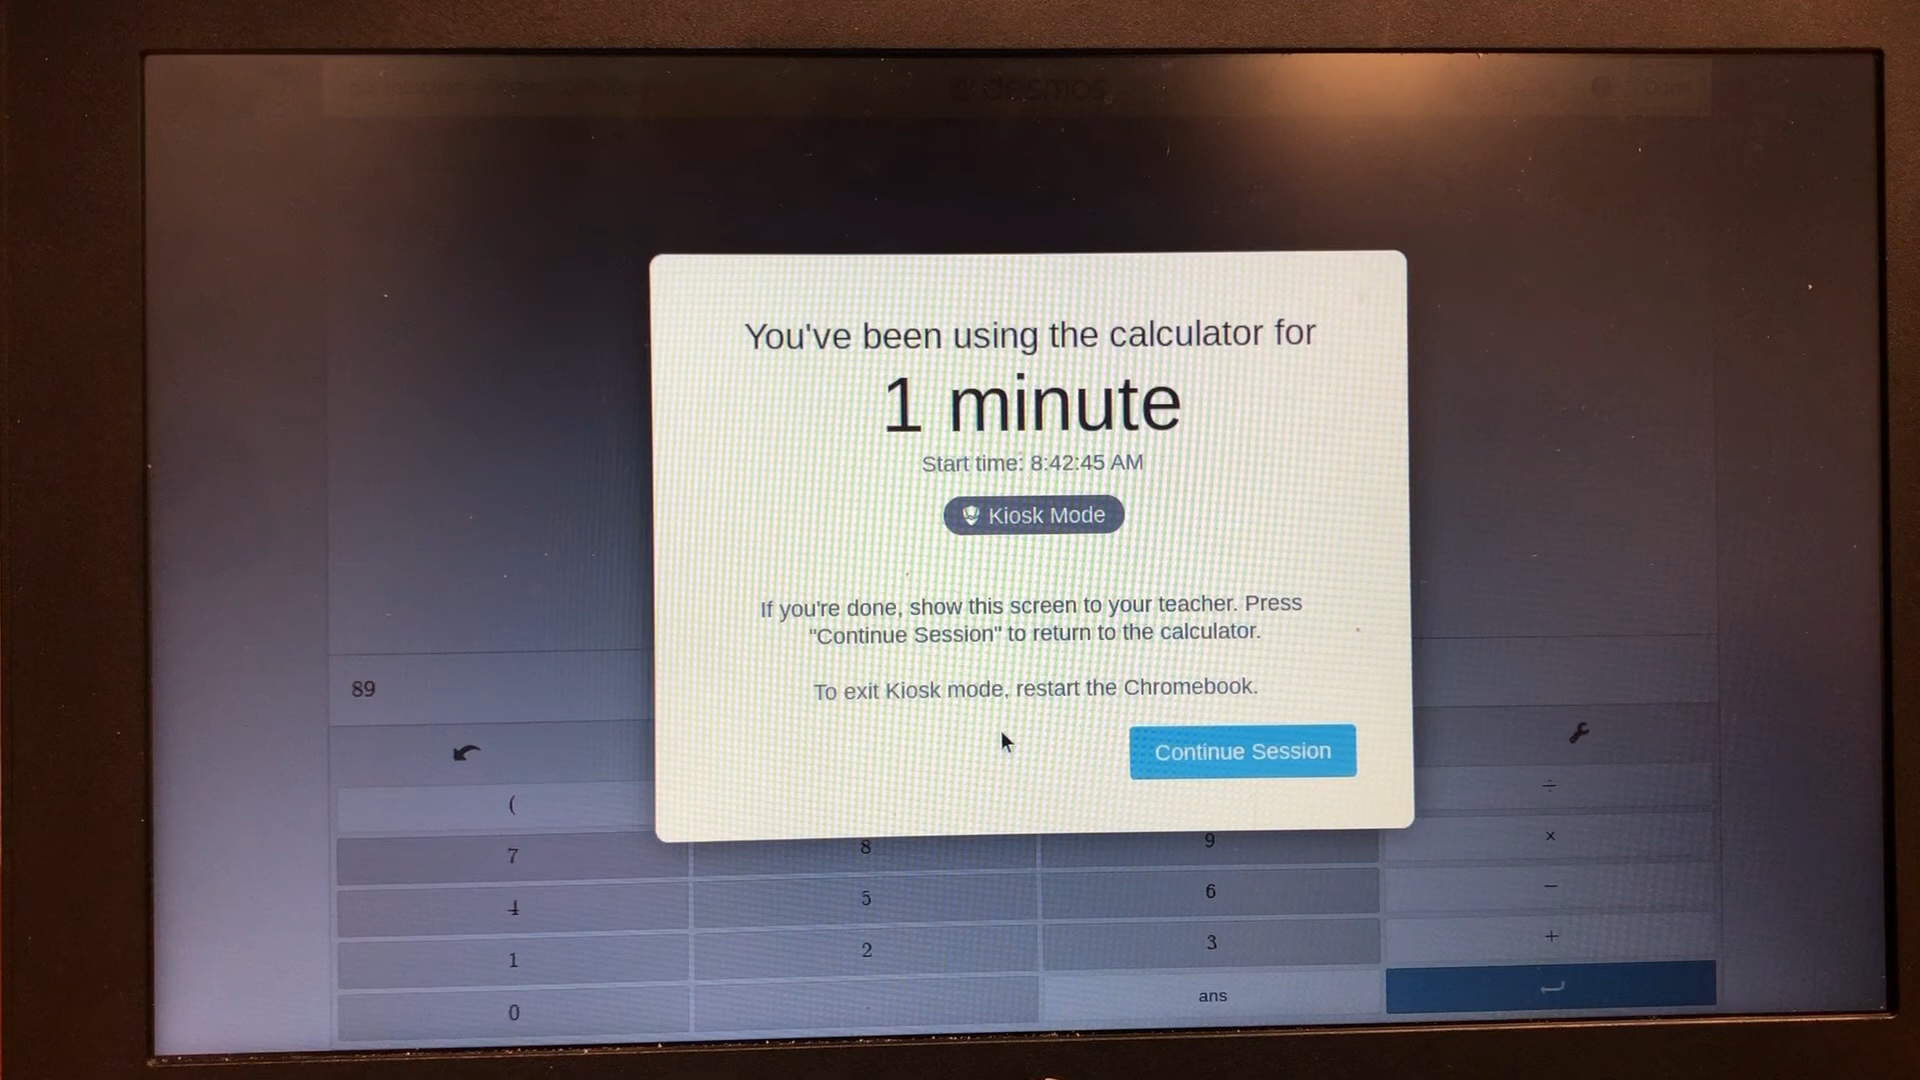 desmos
You've been using the calculator for
1 minute
Start time: 8:42:45 AM
Kiosk Mode
If you're done, show this screen to your teacher. Press
"Continue Session" to return to the calculator.
To exit Kiosk mode, restart the Chromebook.
Continue Session
89
( ÷
7 8 9 ×
4 5 6 −
1 2 3 +
0 . ans